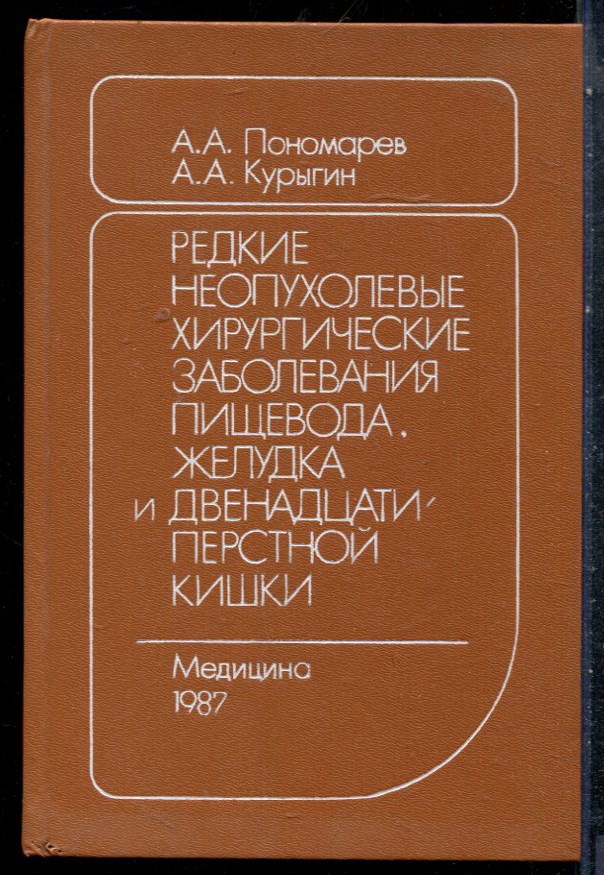 А.А. Пономарев
А.А. Курыгин
РЕДКИЕ
НЕОПУХОЛЕВЫЕ
ХИРУРГИЧЕСКИЕ
ЗАБОЛЕВАНИЯ
ПИЩЕВОДА,
ЖЕЛУДКА
И ДВЕНАДЦАТИ-
ПЕРСТНОЙ
КИШКИ
Медицина
1987